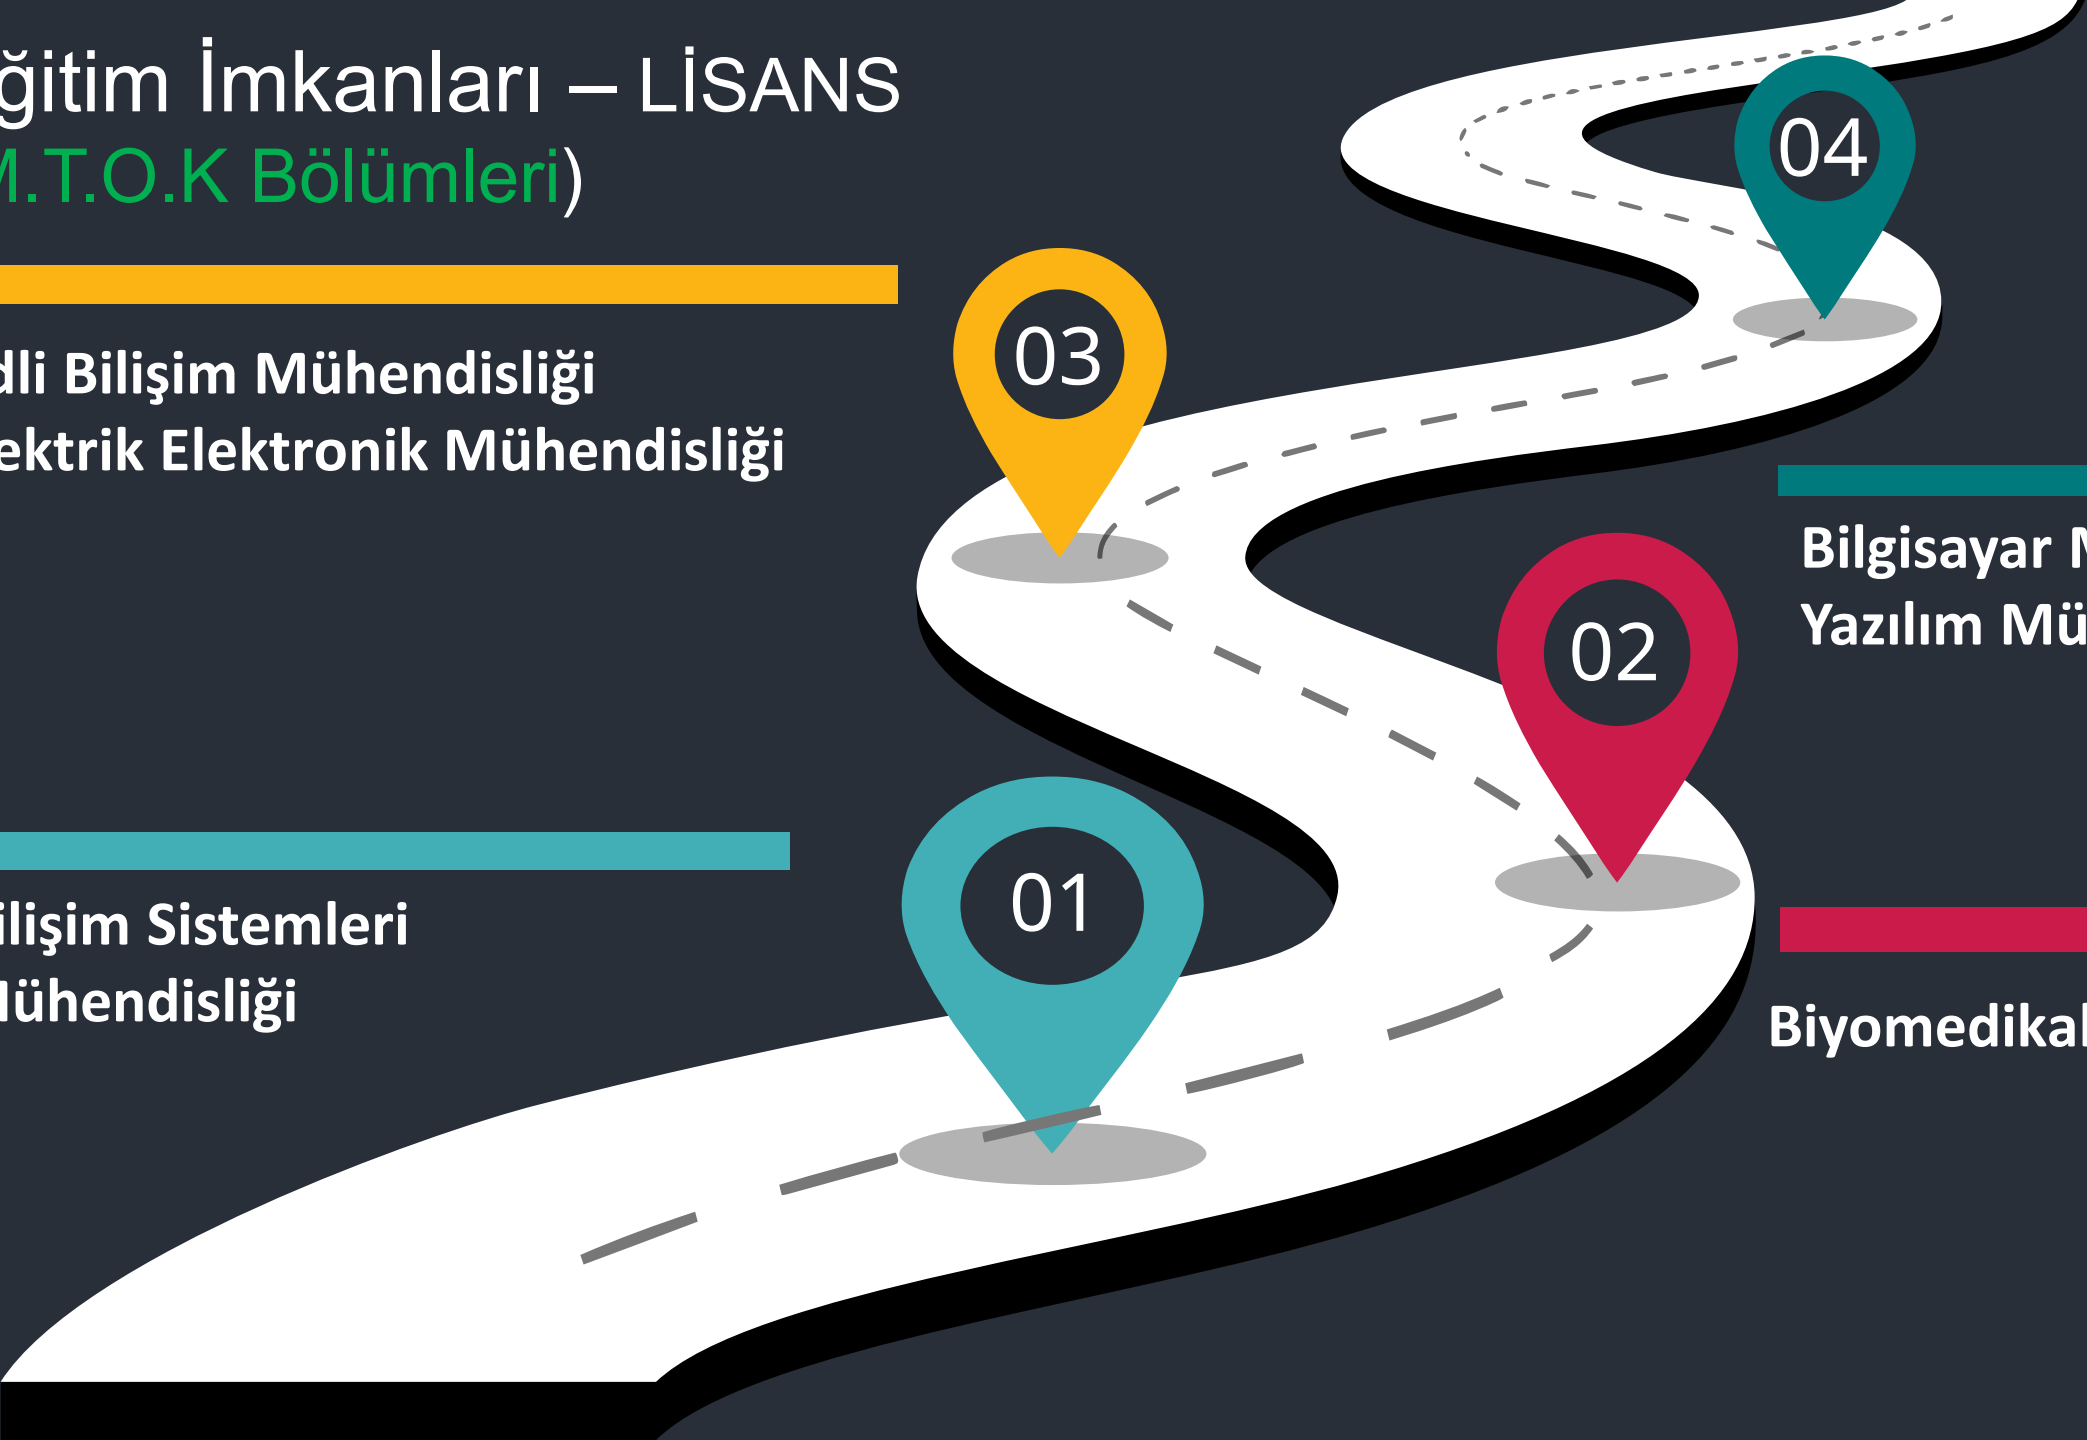 ğitim İmkanları – LİSANS
M.T.O.K Bölümleri)
04
03
dli Bilişim Mühendisliği
ektrik Elektronik Mühendisliği
Bilgisayar
Yazılım Mü
02
01
ilişim Sistemleri
Mühendisliği
Biyomedikal